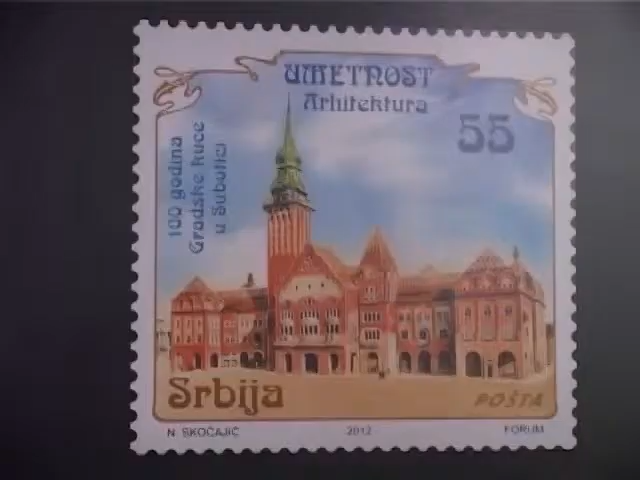 UMETNOST
Arhitektura
55
100 godina
Gradske kuće
u Subotici
Srbija
POŠTA
N. SKOČAJIĆ
2012
FORUM